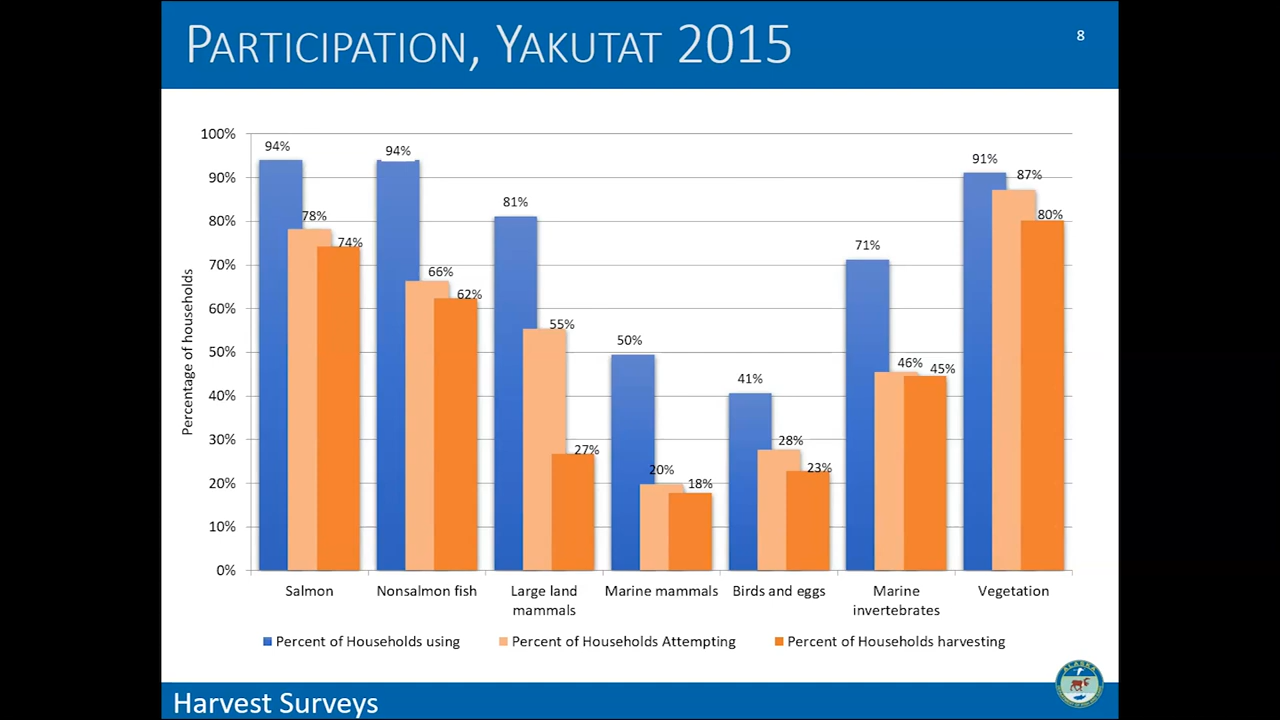 PARTICIPATION, YAKUTAT 2015
8
Percentage of households
100%
90%
80%
70%
60%
50%
40%
30%
20%
10%
0%
94%
78%
74%
94%
66%
62%
81%
55%
27%
50%
20%
18%
41%
28%
23%
71%
46%
45%
91%
87%
80%
Salmon
Nonsalmon fish
Large land
mammals
Marine mammals
Birds and eggs
Marine
invertebrates
Vegetation
Percent of Households using
Percent of Households Attempting
Percent of Households harvesting
Harvest Surveys
ALASKA